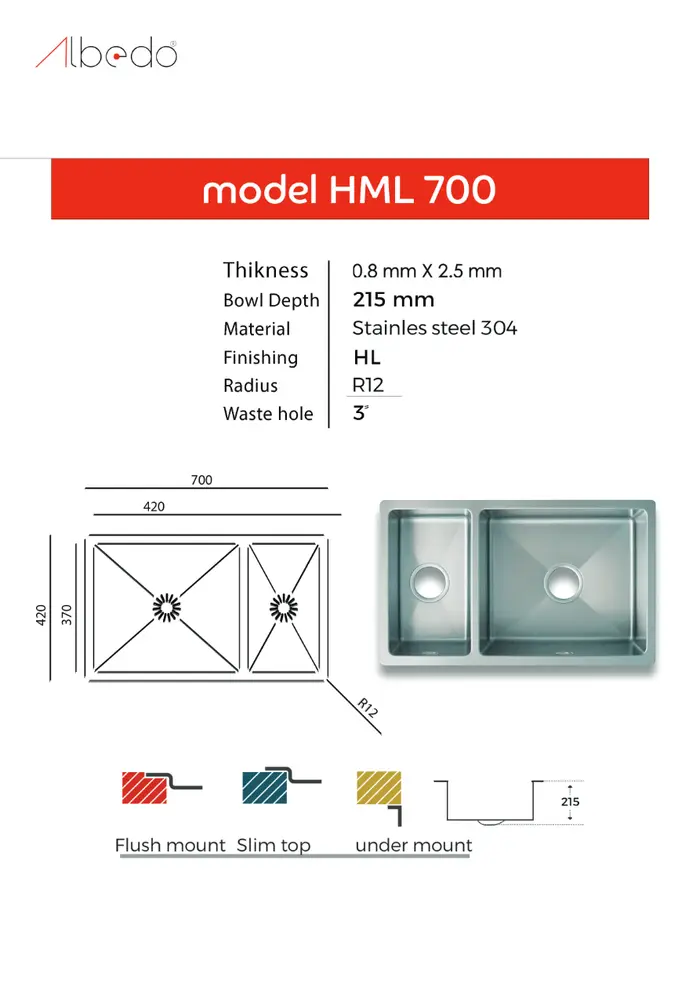 Albedo®
model HML 700
Thikness 0.8 mm X 2.5 mm
Bowl Depth 215 mm
Material Stainles steel 304
Finishing HL
Radius R12
Waste hole 3"
700
420
420
370
R12
215
Flush mount Slim top under mount